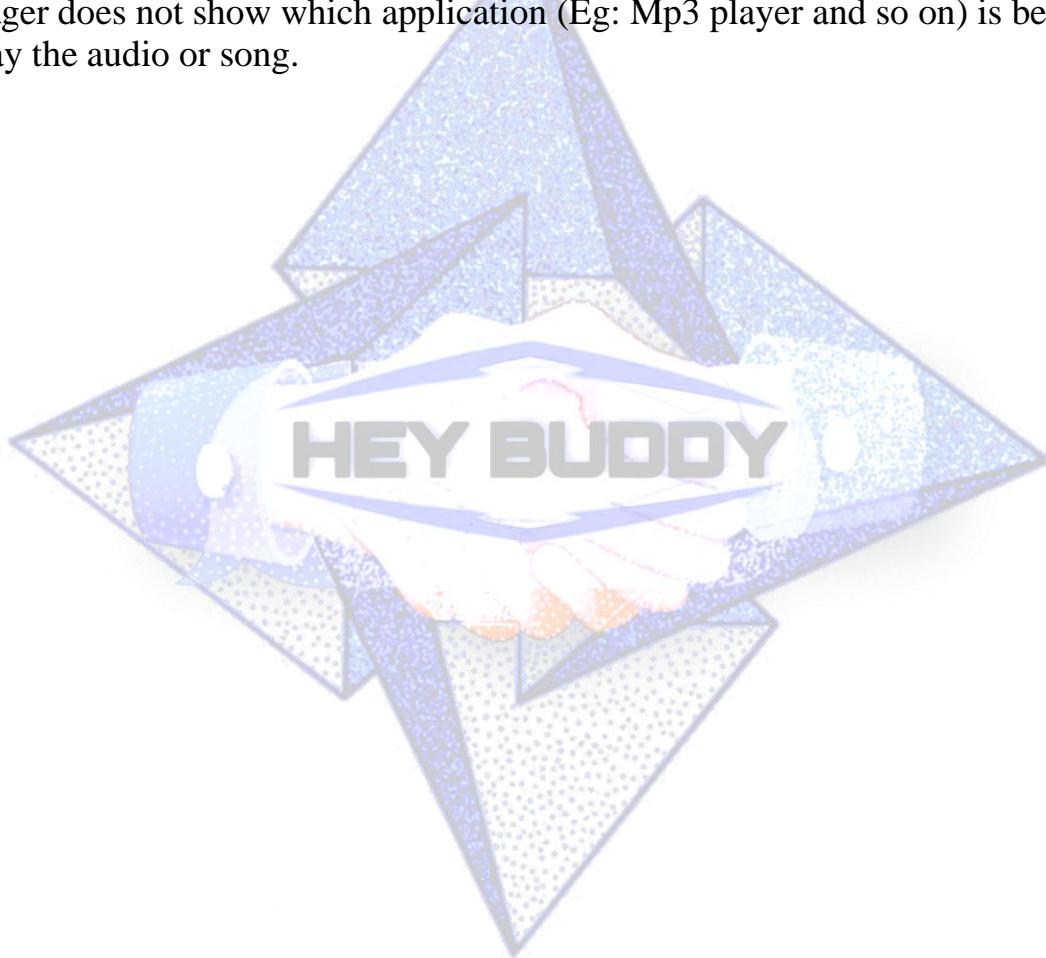 ger does not show which application (Eg: Mp3 player and so on) is be
ay the audio or song.
HEY BUDDY